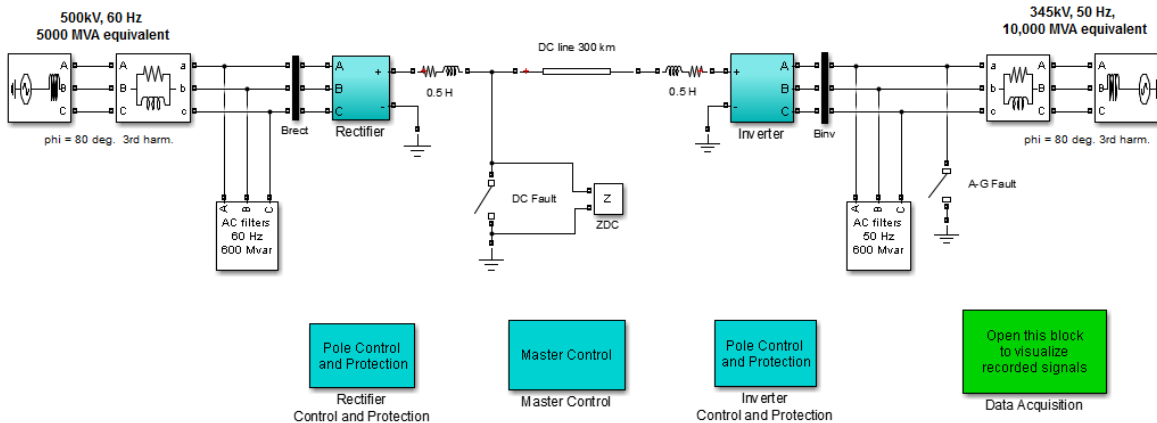 500kV, 60 Hz
5000 MVA equivalent
345kV, 50 Hz,
10,000 MVA equivalent
DC line 300 km
A
B
C
A
B
C
a
b
c
A
B
C
+
-
0.5 H
0.5 H
+
-
A
B
C
a
b
c
A
B
C
A
B
C
phi = 80 deg. 3rd harm.
Brect
Rectifier
Inverter
Binv
phi = 80 deg. 3rd harm.
DC Fault
Z
ZDC
A-G Fault
A
B
C
AC filters
60 Hz
600 Mvar
A
B
C
AC filters
50 Hz
600 Mvar
Pole Control
and Protection
Rectifier
Control and Protection
Master Control
Master Control
Pole Control
and Protection
Inverter
Control and Protection
Open this block
to visualize
recorded signals
Data Acquisition